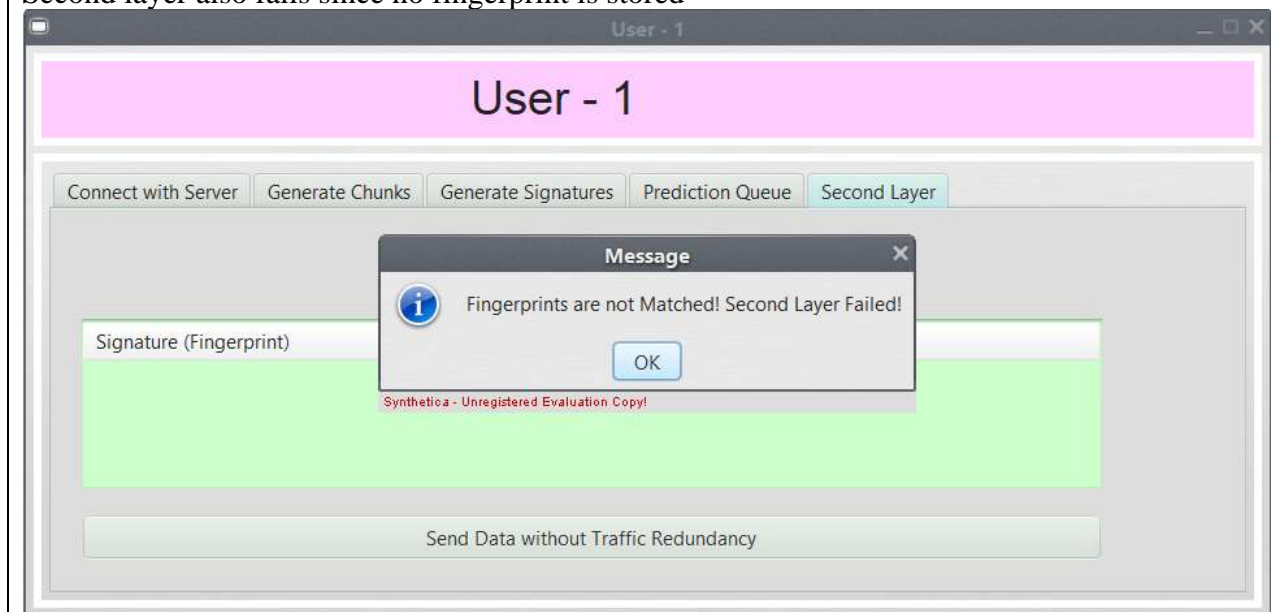 Second layer also fails since no fingerprint is stored
User - 1
User - 1
Connect with Server Generate Chunks Generate Signatures Prediction Queue Second Layer
Message
Fingerprints are not Matched! Second Layer Failed!
Signature (Fingerprint)
OK
Synthetica - Unregistered Evaluation Copy!
Send Data without Traffic Redundancy